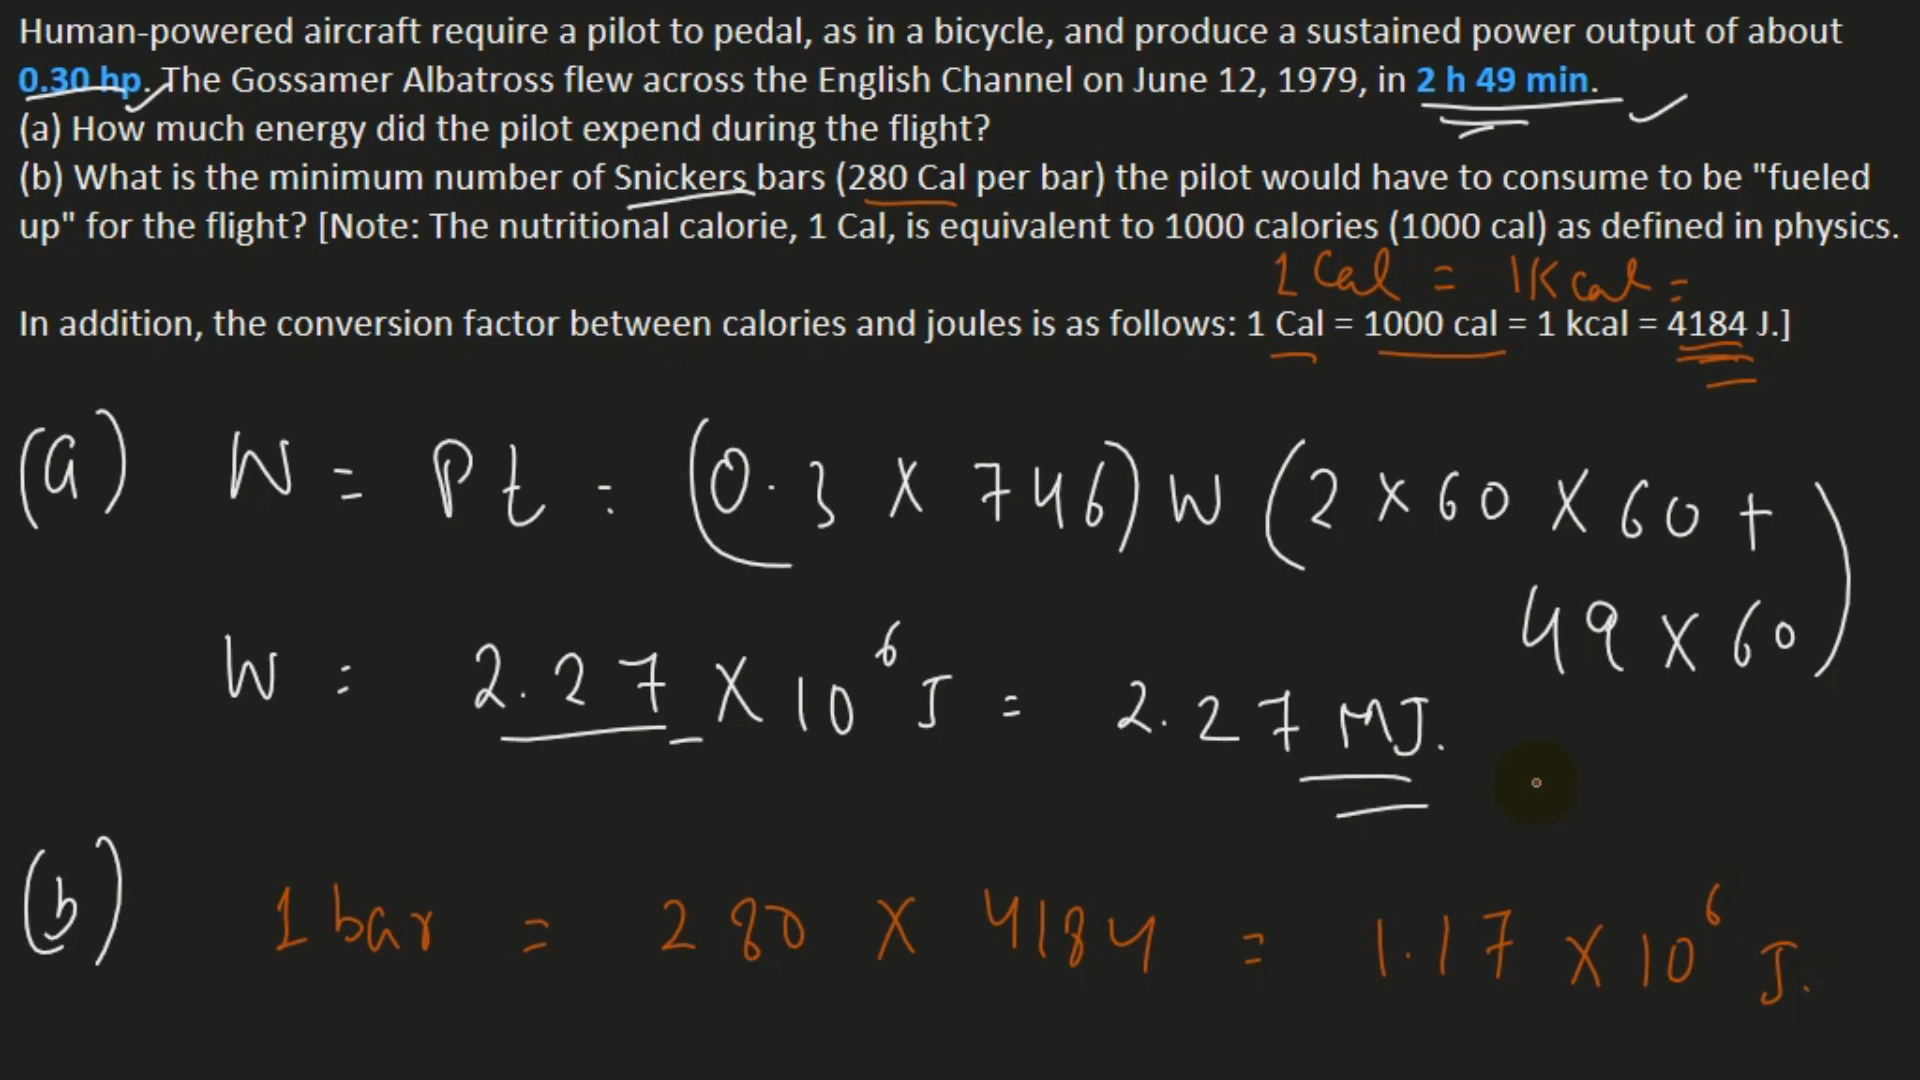 Human-powered aircraft require a pilot to pedal, as in a bicycle, and produce a sustained power output of about
0.30 hp. The Gossamer Albatross flew across the English Channel on June 12, 1979, in 2 h 49 min.
(a) How much energy did the pilot expend during the flight?
(b) What is the minimum number of Snickers bars (280 Cal per bar) the pilot would have to consume to be "fueled
up" for the flight? [Note: The nutritional calorie, 1 Cal, is equivalent to 1000 calories (1000 cal) as defined in physics.
1 Cal = 1K cal =
In addition, the conversion factor between calories and joules is as follows: 1 Cal = 1000 cal = 1 kcal = 4184 J.]
(a) W = Pt = (0.3 × 746) W (2 × 60 × 60 +
49 × 60)
W = 2.27 × 10⁶ J = 2.27 MJ.
(b) 1 bar = 280 × 4184 = 1.17 × 10⁶ J.